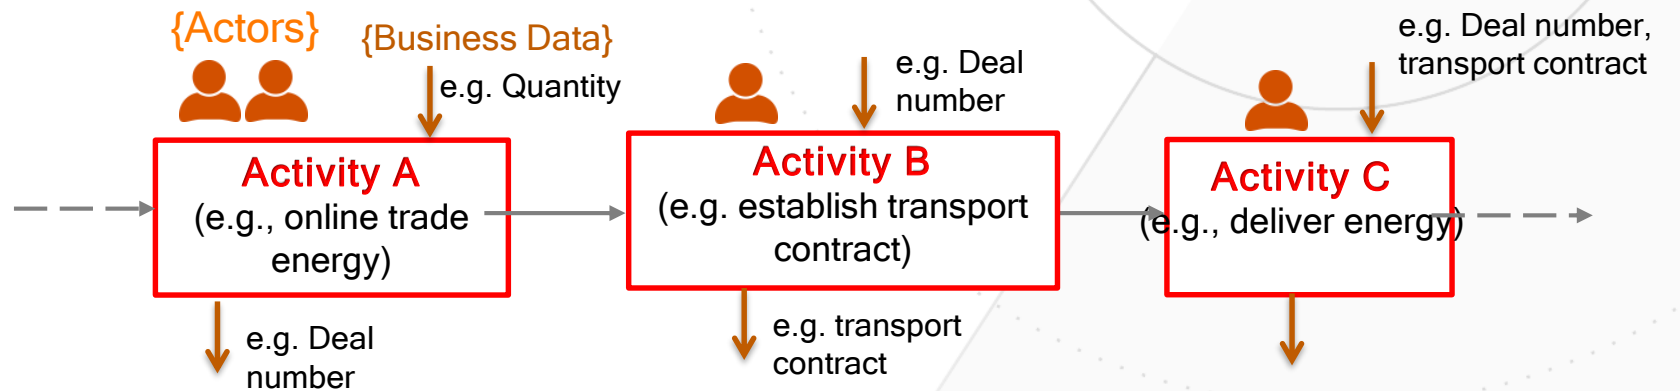 {Actors}
{Business Data}
e.g. Quantity
Activity A
(e.g., online trade
energy)
e.g. Deal
number
e.g. Deal
number
Activity B
(e.g. establish transport
contract)
e.g. transport
contract
e.g. Deal number,
transport contract
Activity C
(e.g., deliver energy)